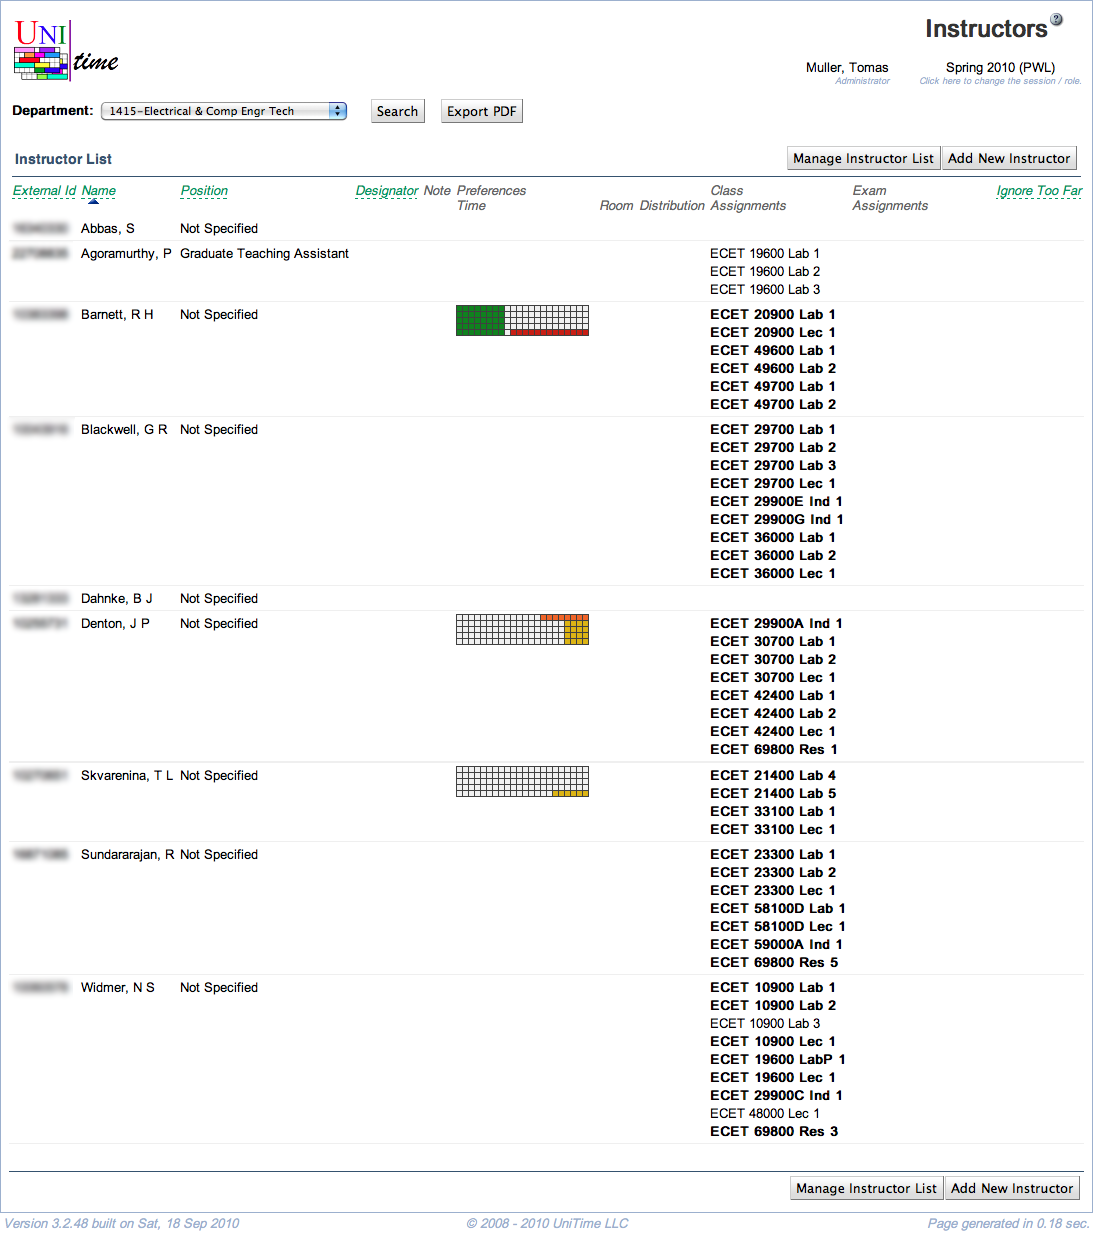 UNI
time
Instructors ?
Muller, Tomas
Administrator
Spring 2010 (PWL)
Click here to change the session / role.
Department: 1415-Electrical & Comp Engr Tech Search Export PDF
Instructor List Manage Instructor List Add New Instructor
External Id Name Position Designator Note Preferences Class Exam Ignore Too Far
Time Room Distribution Assignments Assignments
Abbas, S Not Specified
Agoramurthy, P Graduate Teaching Assistant ECET 19600 Lab 1
ECET 19600 Lab 2
ECET 19600 Lab 3
Barnett, R H Not Specified ECET 20900 Lab 1
ECET 20900 Lec 1
ECET 49600 Lab 1
ECET 49600 Lab 2
ECET 49700 Lab 1
ECET 49700 Lab 2
Blackwell, G R Not Specified ECET 29700 Lab 1
ECET 29700 Lab 2
ECET 29700 Lab 3
ECET 29700 Lec 1
ECET 29900E Ind 1
ECET 29900G Ind 1
ECET 36000 Lab 1
ECET 36000 Lab 2
ECET 36000 Lec 1
Dahnke, B J Not Specified
Denton, J P Not Specified ECET 29900A Ind 1
ECET 30700 Lab 1
ECET 30700 Lab 2
ECET 30700 Lec 1
ECET 42400 Lab 1
ECET 42400 Lab 2
ECET 42400 Lec 1
ECET 69800 Res 1
Skvarenina, T L Not Specified ECET 21400 Lab 4
ECET 21400 Lab 5
ECET 33100 Lab 1
ECET 33100 Lec 1
Sundararajan, R Not Specified ECET 23300 Lab 1
ECET 23300 Lab 2
ECET 23300 Lec 1
ECET 58100D Lab 1
ECET 58100D Lec 1
ECET 59000A Ind 1
ECET 69800 Res 5
Widmer, N S Not Specified ECET 10900 Lab 1
ECET 10900 Lab 2
ECET 10900 Lab 3
ECET 10900 Lec 1
ECET 19600 LabP 1
ECET 19600 Lec 1
ECET 29900C Ind 1
ECET 48000 Lec 1
ECET 69800 Res 3
Manage Instructor List Add New Instructor
Version 3.2.48 built on Sat, 18 Sep 2010 © 2008 - 2010 UniTime LLC Page generated in 0.18 sec.